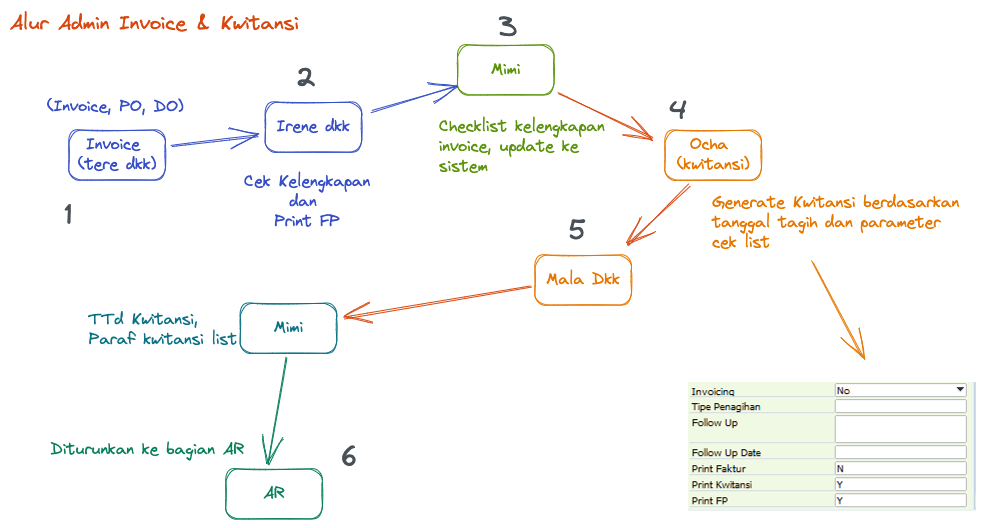 Alur Admin Invoice & Kwitansi
(Invoice, PO, DO)
Invoice
(tere dkk)
1
2
Irene dkk
Cek Kelengkapan
dan
Print FP
3
Mimi
Checklist kelengkapan
invoice, update ke
sistem
4
Ocha
(kwitansi)
Generate Kwitansi berdasarkan
tanggal tagih dan parameter
cek list
5
Mala Dkk
TTd Kwitansi,
Paraf kwitansi list
Mimi
Diturunkan ke bagian AR
6
AR
Invoicing No
Tipe Penagihan
Follow Up
Follow Up Date
Print Faktur N
Print Kwitansi Y
Print FP Y